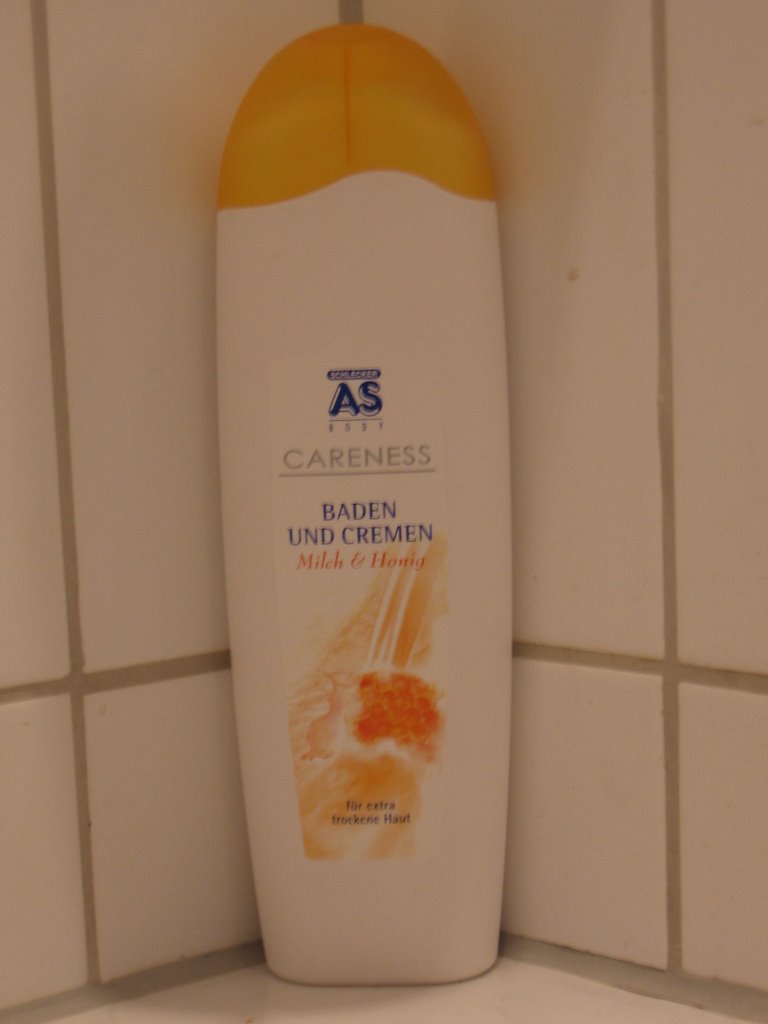 SCHLECKER
AS
BODY
CARENESS
BADEN
UND CREMEN
Milch & Honig
für extra
trockene Haut